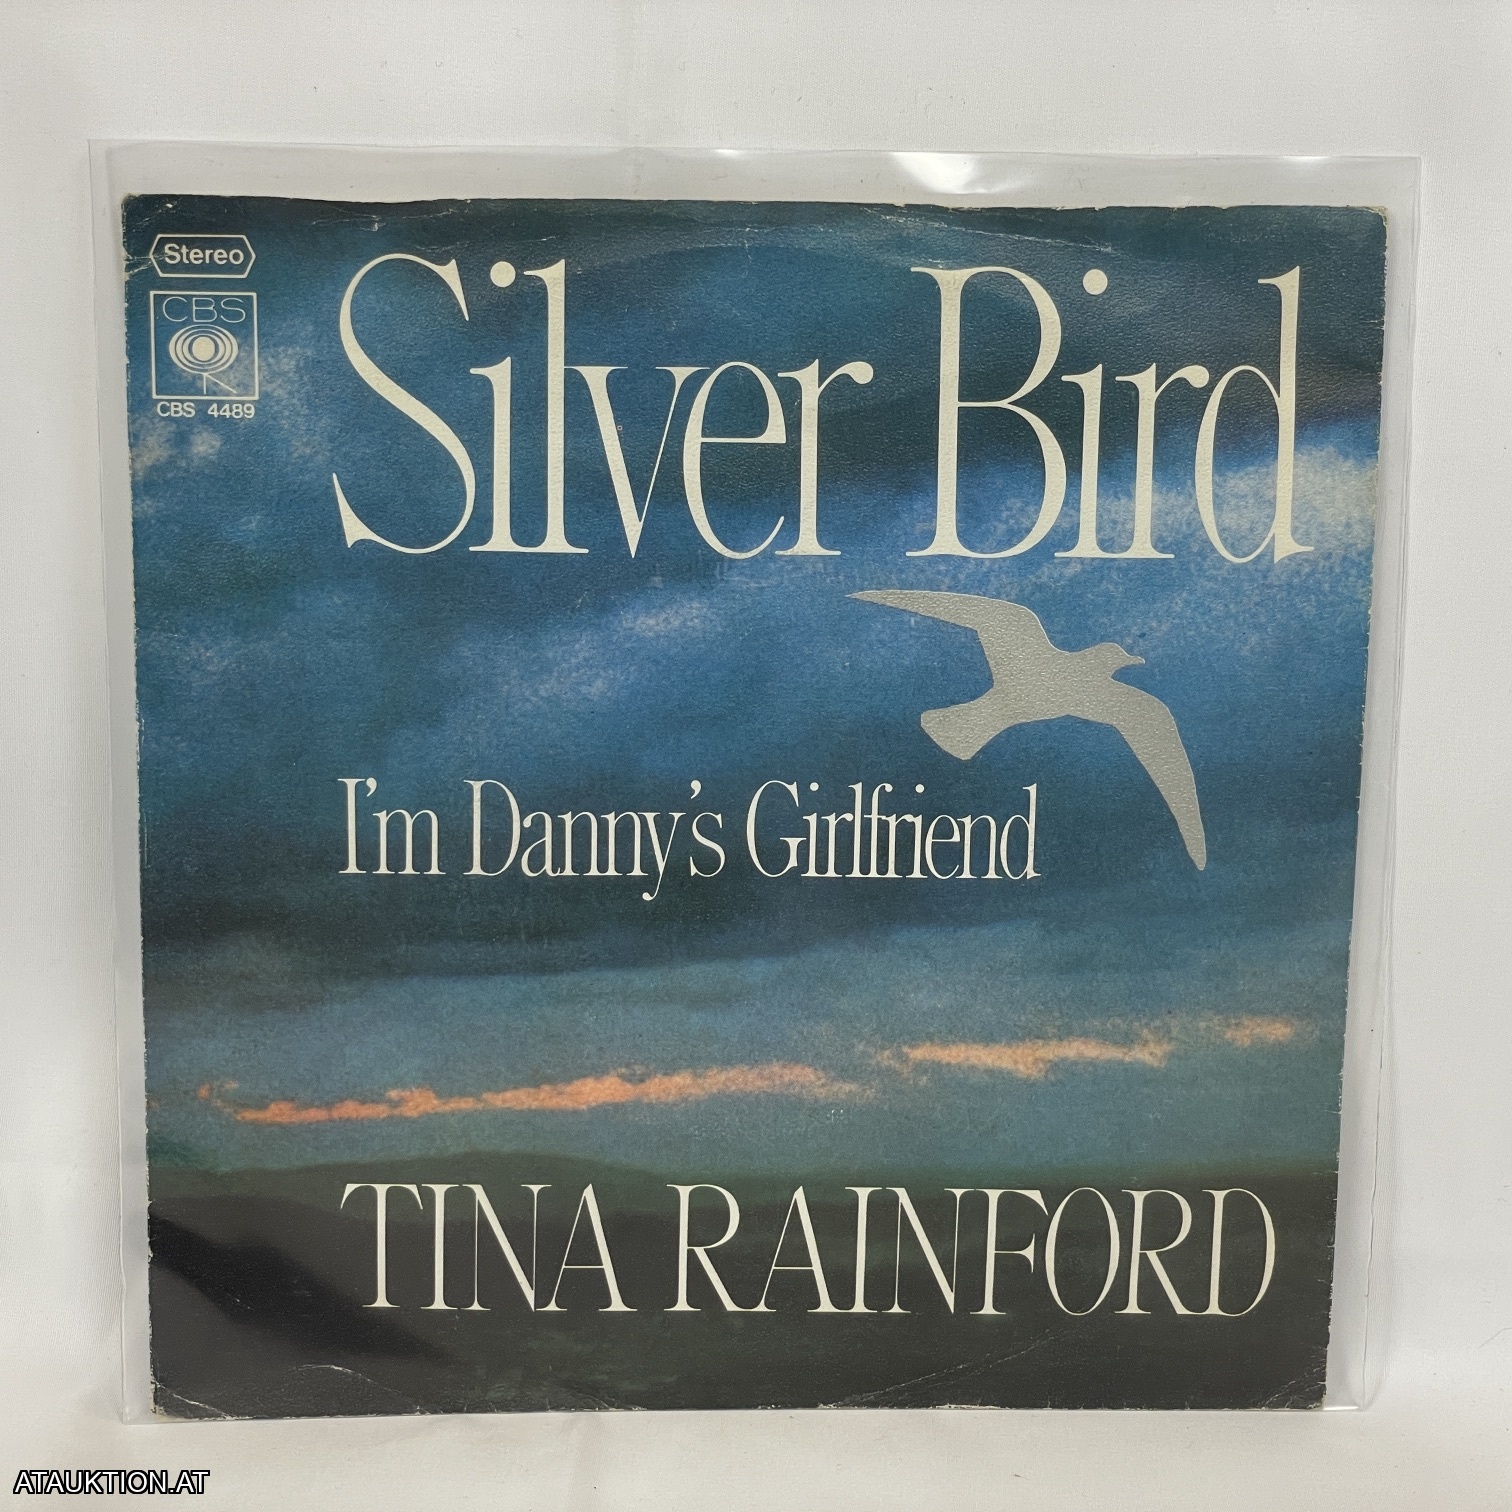 Stereo
CBS
CBS 4489
Silver Bird
I'm Danny's Girlfriend
TINA RAINFORD
ATAUKTION.AT